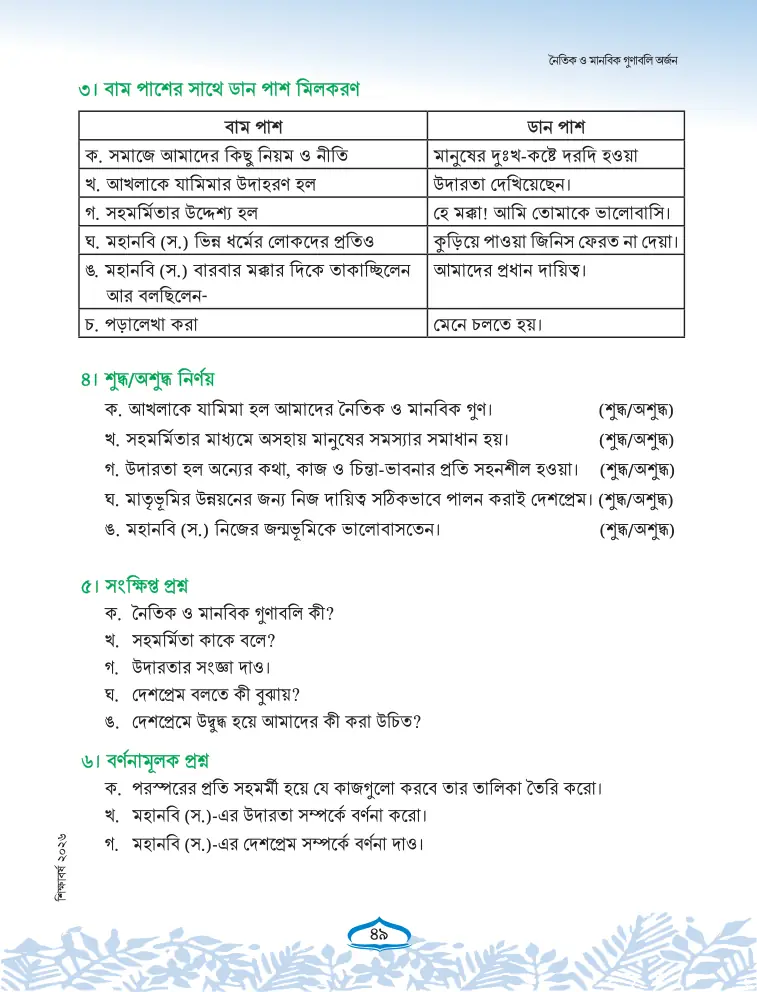 নৈতিক ও মানবিক গুণাবলি অর্জন
৩। বাম পাশের সাথে ডান পাশ মিলকরণ
বাম পাশ ডান পাশ
ক. সমাজে আমাদের কিছু নিয়ম ও নীতি মানুষের দুঃখ-কষ্টে দরদি হওয়া
খ. আখলাকে যামিমার উদাহরণ হল উদারতা দেখিয়েছেন।
গ. সহমর্মিতার উদ্দেশ্য হল হে মক্কা! আমি তোমাকে ভালোবাসি।
ঘ. মহানবি (স.) ভিন্ন ধর্মের লোকদের প্রতিও কুড়িয়ে পাওয়া জিনিস ফেরত না দেয়া।
ঙ. মহানবি (স.) বারবার মক্কার দিকে তাকাচ্ছিলেন আমাদের প্রধান দায়িত্ব।
আর বলছিলেন-
চ. পড়ালেখা করা মেনে চলতে হয়।
৪। শুদ্ধ/অশুদ্ধ নির্ণয়
ক. আখলাকে যামিমা হল আমাদের নৈতিক ও মানবিক গুণ। (শুদ্ধ/অশুদ্ধ)
খ. সহমর্মিতার মাধ্যমে অসহায় মানুষের সমস্যার সমাধান হয়। (শুদ্ধ/অশুদ্ধ)
গ. উদারতা হল অন্যের কথা, কাজ ও চিন্তা-ভাবনার প্রতি সহনশীল হওয়া। (শুদ্ধ/অশুদ্ধ)
ঘ. মাতৃভূমির উন্নয়নের জন্য নিজ দায়িত্ব সঠিকভাবে পালন করাই দেশপ্রেম। (শুদ্ধ/অশুদ্ধ)
ঙ. মহানবি (স.) নিজের জন্মভূমিকে ভালোবাসতেন। (শুদ্ধ/অশুদ্ধ)
৫। সংক্ষিপ্ত প্রশ্ন
ক. নৈতিক ও মানবিক গুণাবলি কী?
খ. সহমর্মিতা কাকে বলে?
গ. উদারতার সংজ্ঞা দাও।
ঘ. দেশপ্রেম বলতে কী বুঝায়?
ঙ. দেশপ্রেমে উদ্বুদ্ধ হয়ে আমাদের কী করা উচিত?
৬। বর্ণনামূলক প্রশ্ন
ক. পরস্পরের প্রতি সহমর্মী হয়ে যে কাজগুলো করবে তার তালিকা তৈরি করো।
খ. মহানবি (স.)-এর উদারতা সম্পর্কে বর্ণনা করো।
গ. মহানবি (স.)-এর দেশপ্রেম সম্পর্কে বর্ণনা দাও।
শিক্ষাবর্ষ ২০২৬
৪৯